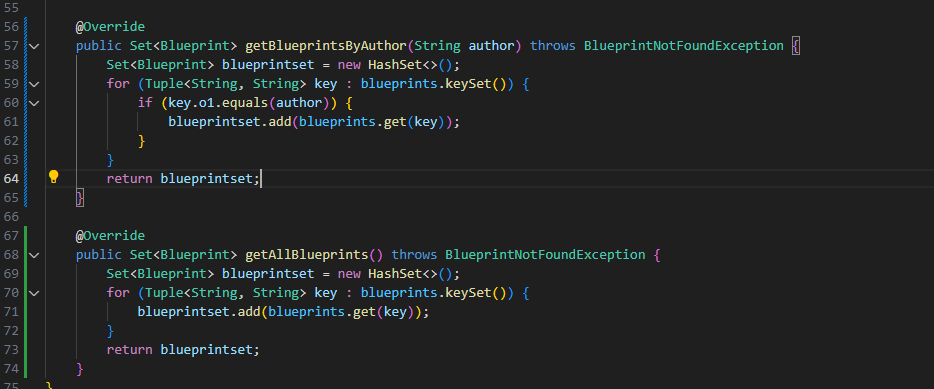 55
56 @Override
57 public Set<Blueprint> getBlueprintsByAuthor(String author) throws BlueprintNotFoundException {
58 Set<Blueprint> blueprintset = new HashSet<>();
59 for (Tuple<String, String> key : blueprints.keySet()) {
60 if (key.o1.equals(author)) {
61 blueprintset.add(blueprints.get(key));
62 }
63 }
64 return blueprintset;
65 }
66
67 @Override
68 public Set<Blueprint> getAllBlueprints() throws BlueprintNotFoundException {
69 Set<Blueprint> blueprintset = new HashSet<>();
70 for (Tuple<String, String> key : blueprints.keySet()) {
71 blueprintset.add(blueprints.get(key));
72 }
73 return blueprintset;
74 }
75 }